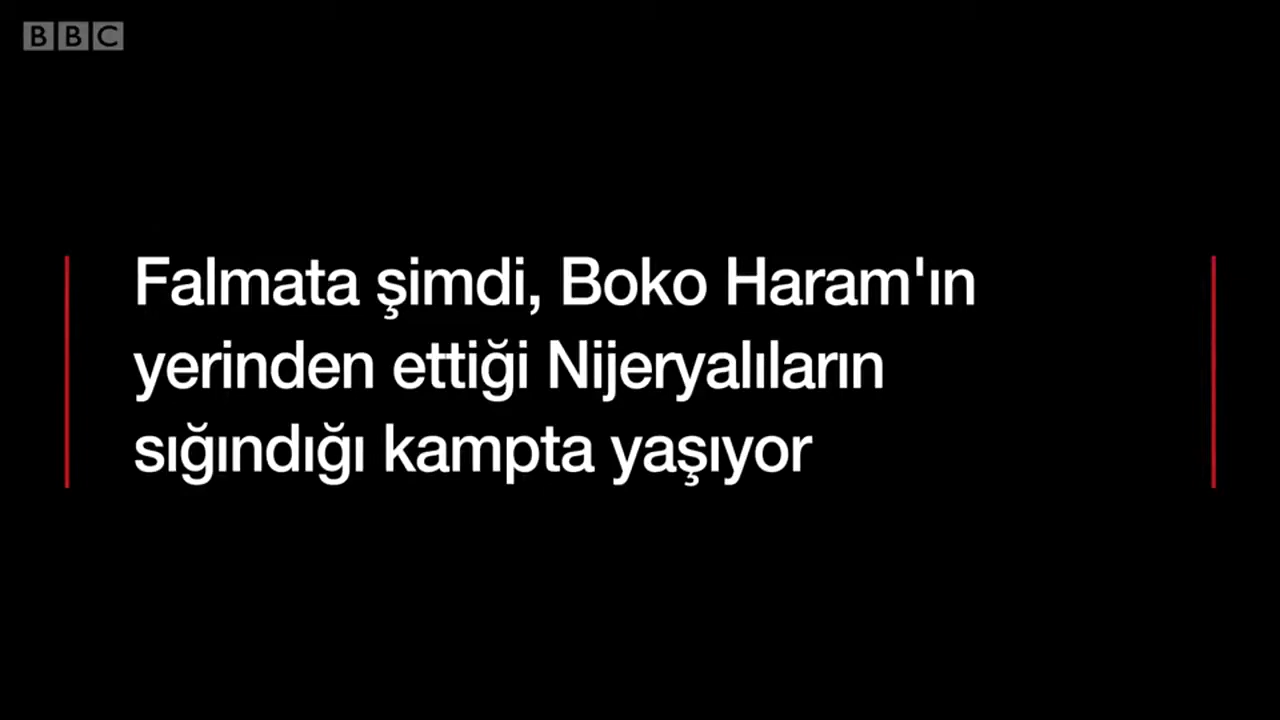 BBC
Falmata şimdi, Boko Haram'ın
yerinden ettiği Nijeryalıların
sığındığı kampta yaşıyor